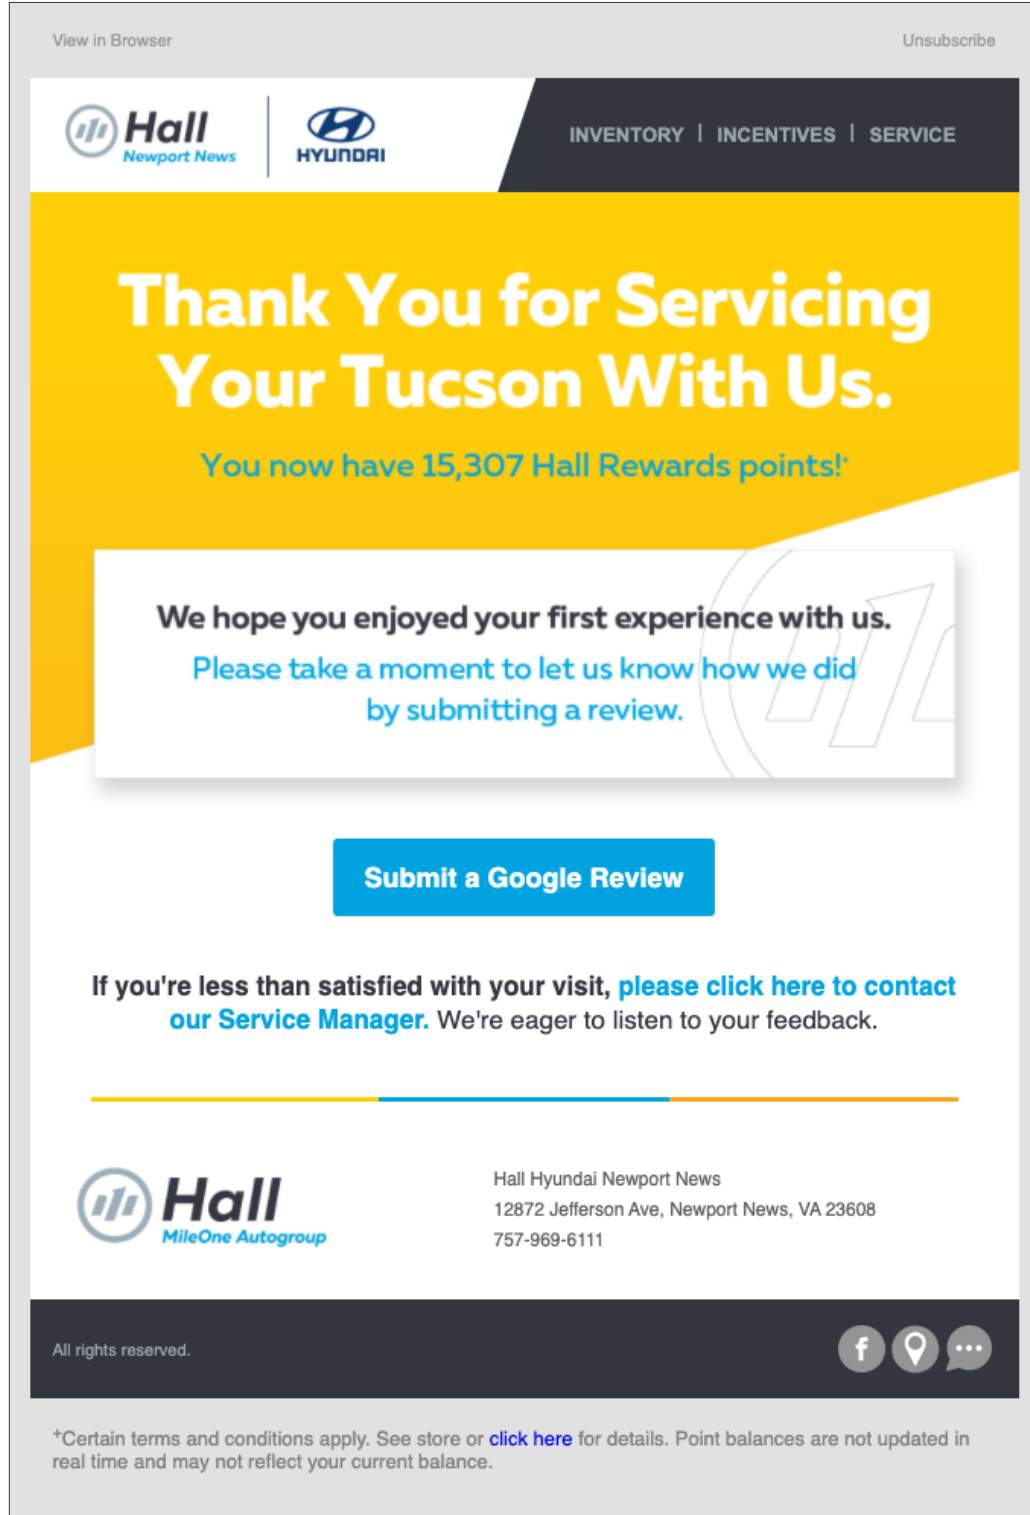 View in Browser
Unsubscribe
Hall
Newport News
HYUNDAI
INVENTORY | INCENTIVES | SERVICE
Thank You for Servicing
Your Tucson With Us.
You now have 15,307 Hall Rewards points!+
We hope you enjoyed your first experience with us.
Please take a moment to let us know how we did
by submitting a review.
Submit a Google Review
If you're less than satisfied with your visit, please click here to contact
our Service Manager. We're eager to listen to your feedback.
Hall
MileOne Autogroup
Hall Hyundai Newport News
12872 Jefferson Ave, Newport News, VA 23608
757-969-6111
All rights reserved.
+Certain terms and conditions apply. See store or click here for details. Point balances are not updated in
real time and may not reflect your current balance.